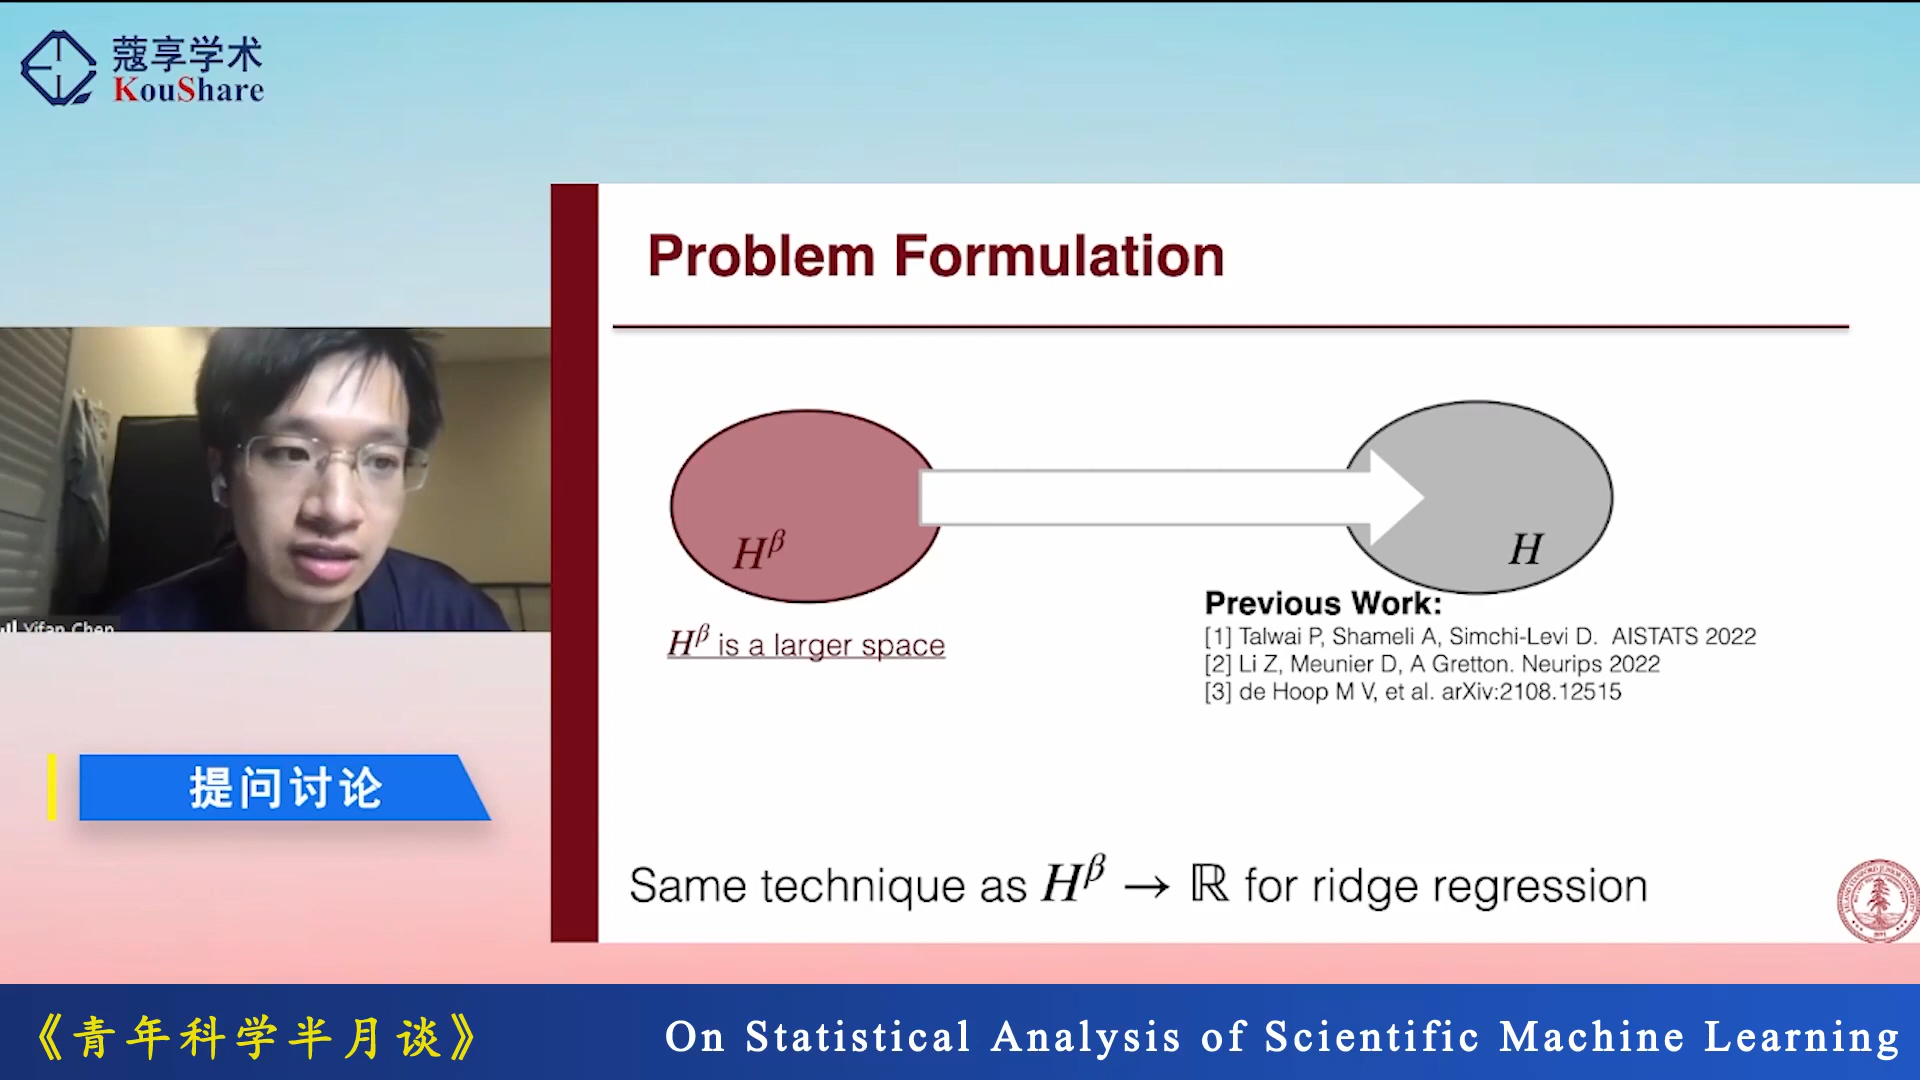 蔻享学术
KouShare
Problem Formulation
H^β
H
H^β is a larger space
Previous Work:
[1] Talwai P, Shameli A, Simchi-Levi D. AISTATS 2022
[2] Li Z, Meunier D, A Gretton. Neurips 2022
[3] de Hoop M V, et al. arXiv:2108.12515
Yifan Chen
提问讨论
Same technique as H^β → ℝ for ridge regression
《青年科学半月谈》
On Statistical Analysis of Scientific Machine Learning